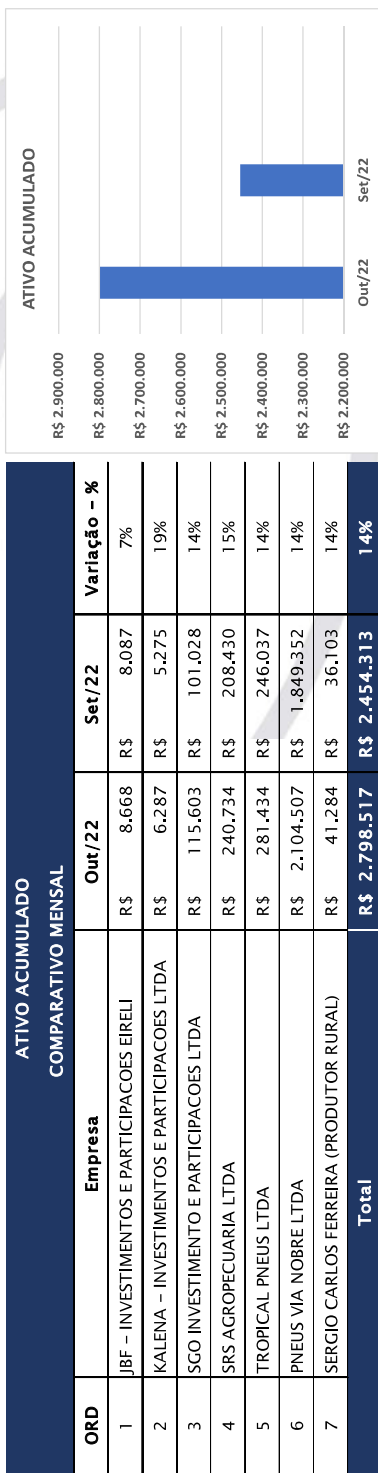 ATIVO ACUMULADO
COMPARATIVO MENSAL
ORD Empresa Out/22 Set/22 Variação – %
1 JBF – INVESTIMENTOS E PARTICIPACOES EIRELI R$ 8.668 R$ 8.087 7%
2 KALENA – INVESTIMENTOS E PARTICIPACOES LTDA R$ 6.287 R$ 5.275 19%
3 SGO INVESTIMENTO E PARTICIPACOES LTDA R$ 115.603 R$ 101.028 14%
4 SRS AGROPECUARIA LTDA R$ 240.734 R$ 208.430 15%
5 TROPICAL PNEUS LTDA R$ 281.434 R$ 246.037 14%
6 PNEUS VIA NOBRE LTDA R$ 2.104.507 R$ 1.849.352 14%
7 SERGIO CARLOS FERREIRA (PRODUTOR RURAL) R$ 41.284 R$ 36.103 14%
Total R$ 2.798.517 R$ 2.454.313 14%
ATIVO ACUMULADO
R$ 2.900.000
R$ 2.800.000
R$ 2.700.000
R$ 2.600.000
R$ 2.500.000
R$ 2.400.000
R$ 2.300.000
R$ 2.200.000
Out/22 Set/22